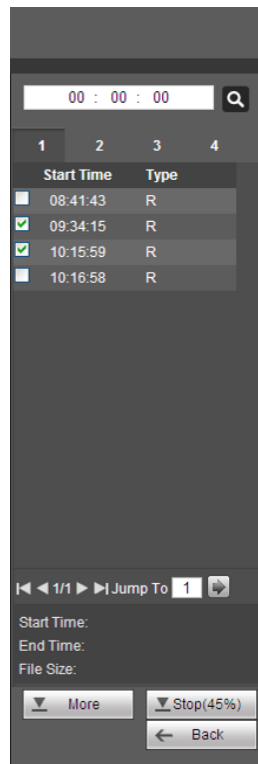 00 : 00 : 00
1 2 3 4
Start Time Type
08:41:43 R
09:34:15 R
10:15:59 R
10:16:58 R
1/1 Jump To 1
Start Time:
End Time:
File Size:
More Stop(45%)
Back